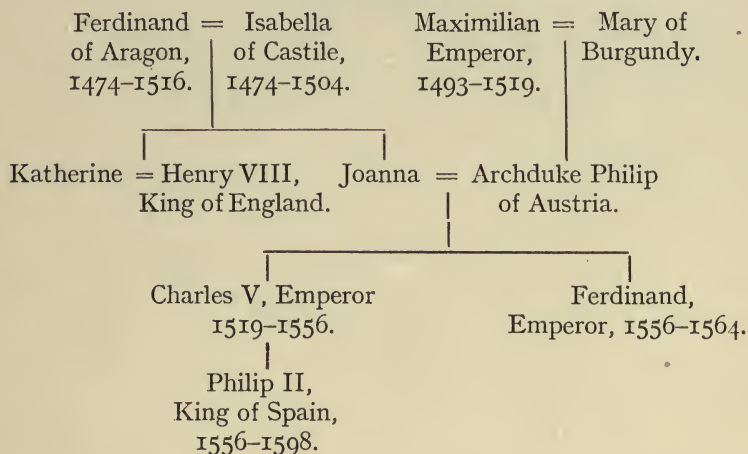 Ferdinand = Isabella Maximilian = Mary of
of Aragon, of Castile, Emperor, Burgundy.
1474–1516. 1474–1504. 1493–1519.
Katherine = Henry VIII, Joanna = Archduke Philip
King of England. of Austria.
Charles V, Emperor Ferdinand,
1519–1556. Emperor, 1556–1564.
Philip II,
King of Spain,
1556–1598.